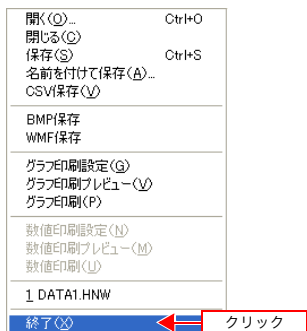 開く(O)... Ctrl+O
閉じる(C)
保存(S) Ctrl+S
名前を付けて保存(A)...
CSV保存(V)
BMP保存
WMF保存
グラフ印刷設定(G)
グラフ印刷プレビュー(V)
グラフ印刷(P)
数値印刷設定(N)
数値印刷プレビュー(M)
数値印刷(U)
1 DATA1.HNW
終了(X) クリック